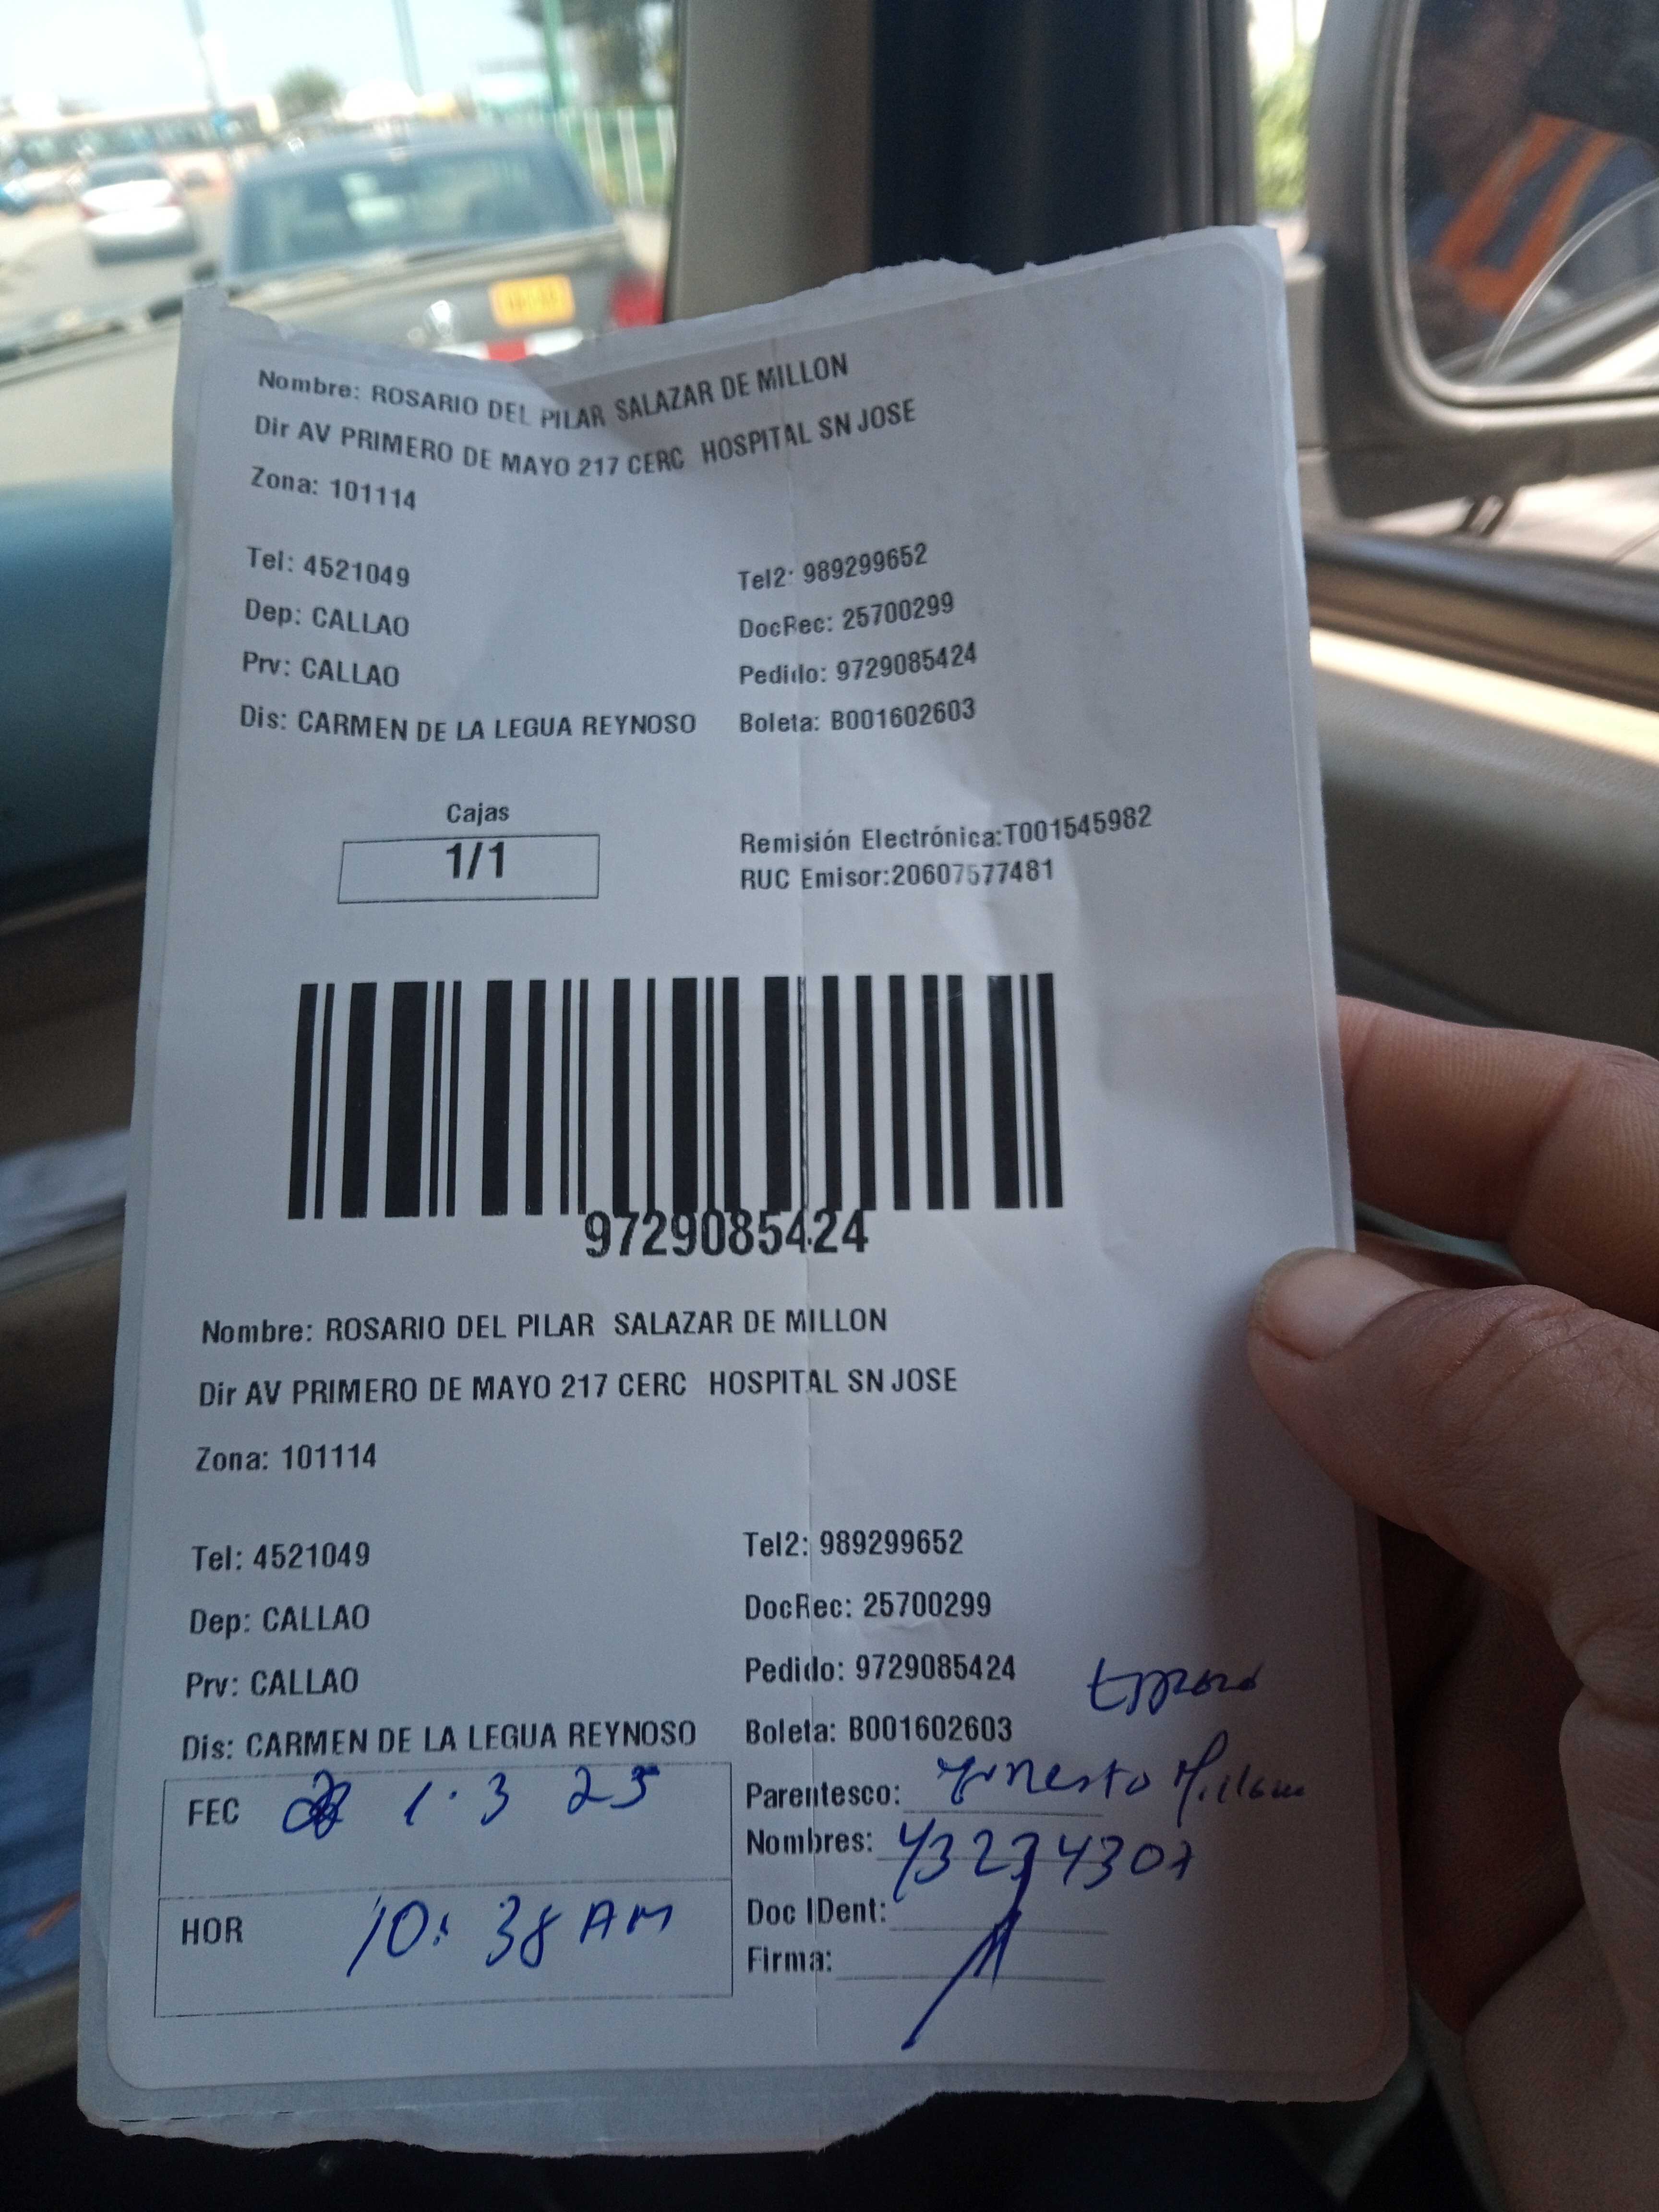 Nombre: ROSARIO DEL PILAR SALAZAR DE MILLON
Dir AV PRIMERO DE MAYO 217 CERC HOSPITAL SN JOSE
Zona: 101114
Tel: 4521049 Tel2: 989299652
Dep: CALLAO DocRec: 25700299
Prv: CALLAO Pedido: 9729085424
Dis: CARMEN DE LA LEGUA REYNOSO Boleta: B001602603
Cajas
1/1
Remisión Electrónica:T001545982
RUC Emisor:20607577481
9729085424
Nombre: ROSARIO DEL PILAR SALAZAR DE MILLON
Dir AV PRIMERO DE MAYO 217 CERC HOSPITAL SN JOSE
Zona: 101114
Tel: 4521049 Tel2: 989299652
Dep: CALLAO DocRec: 25700299
Prv: CALLAO Pedido: 9729085424
Dis: CARMEN DE LA LEGUA REYNOSO Boleta: B001602603
FEC 1. 3 23 Parentesco: Ernesto
Nombres: 43234307
HOR 10: 38 AM Doc IDent:
Firma: